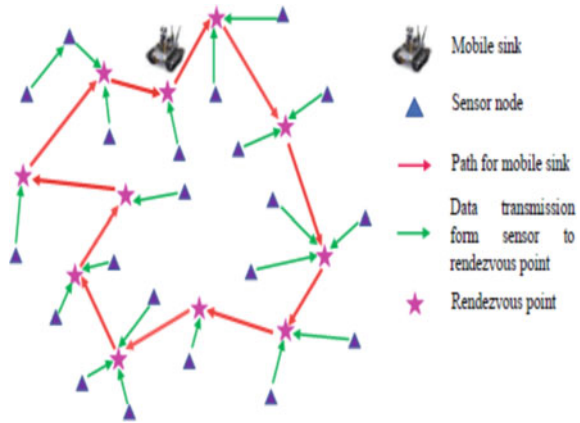 Mobile sink
Sensor node
Path for mobile sink
Data transmission
form sensor to
rendezvous point
Rendezvous point